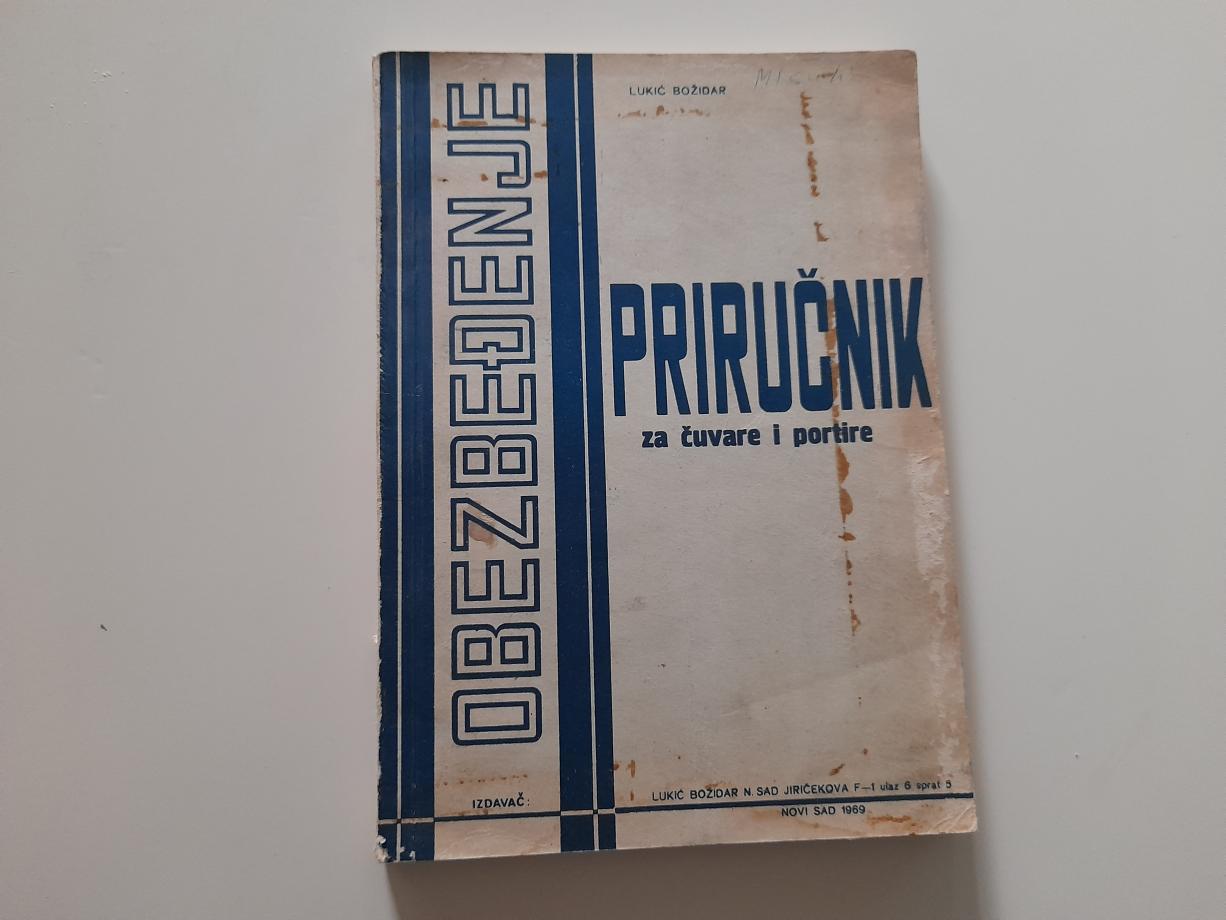 LUKIĆ BOŽIDAR
OBEZBEĐENJE
PRIRUČNIK
za čuvare i portire
IZDAVAČ:
LUKIĆ BOŽIDAR N. SAD JIRIČEKOVA F—1 ulaz 6 sprat 5
NOVI SAD 1969